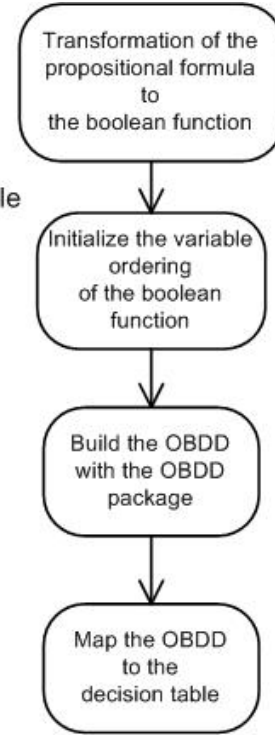 Transformation of the
propositional formula
to
the boolean function
le
Initialize the variable
ordering
of the boolean
function
Build the OBDD
with the OBDD
package
Map the OBDD
to the
decision table